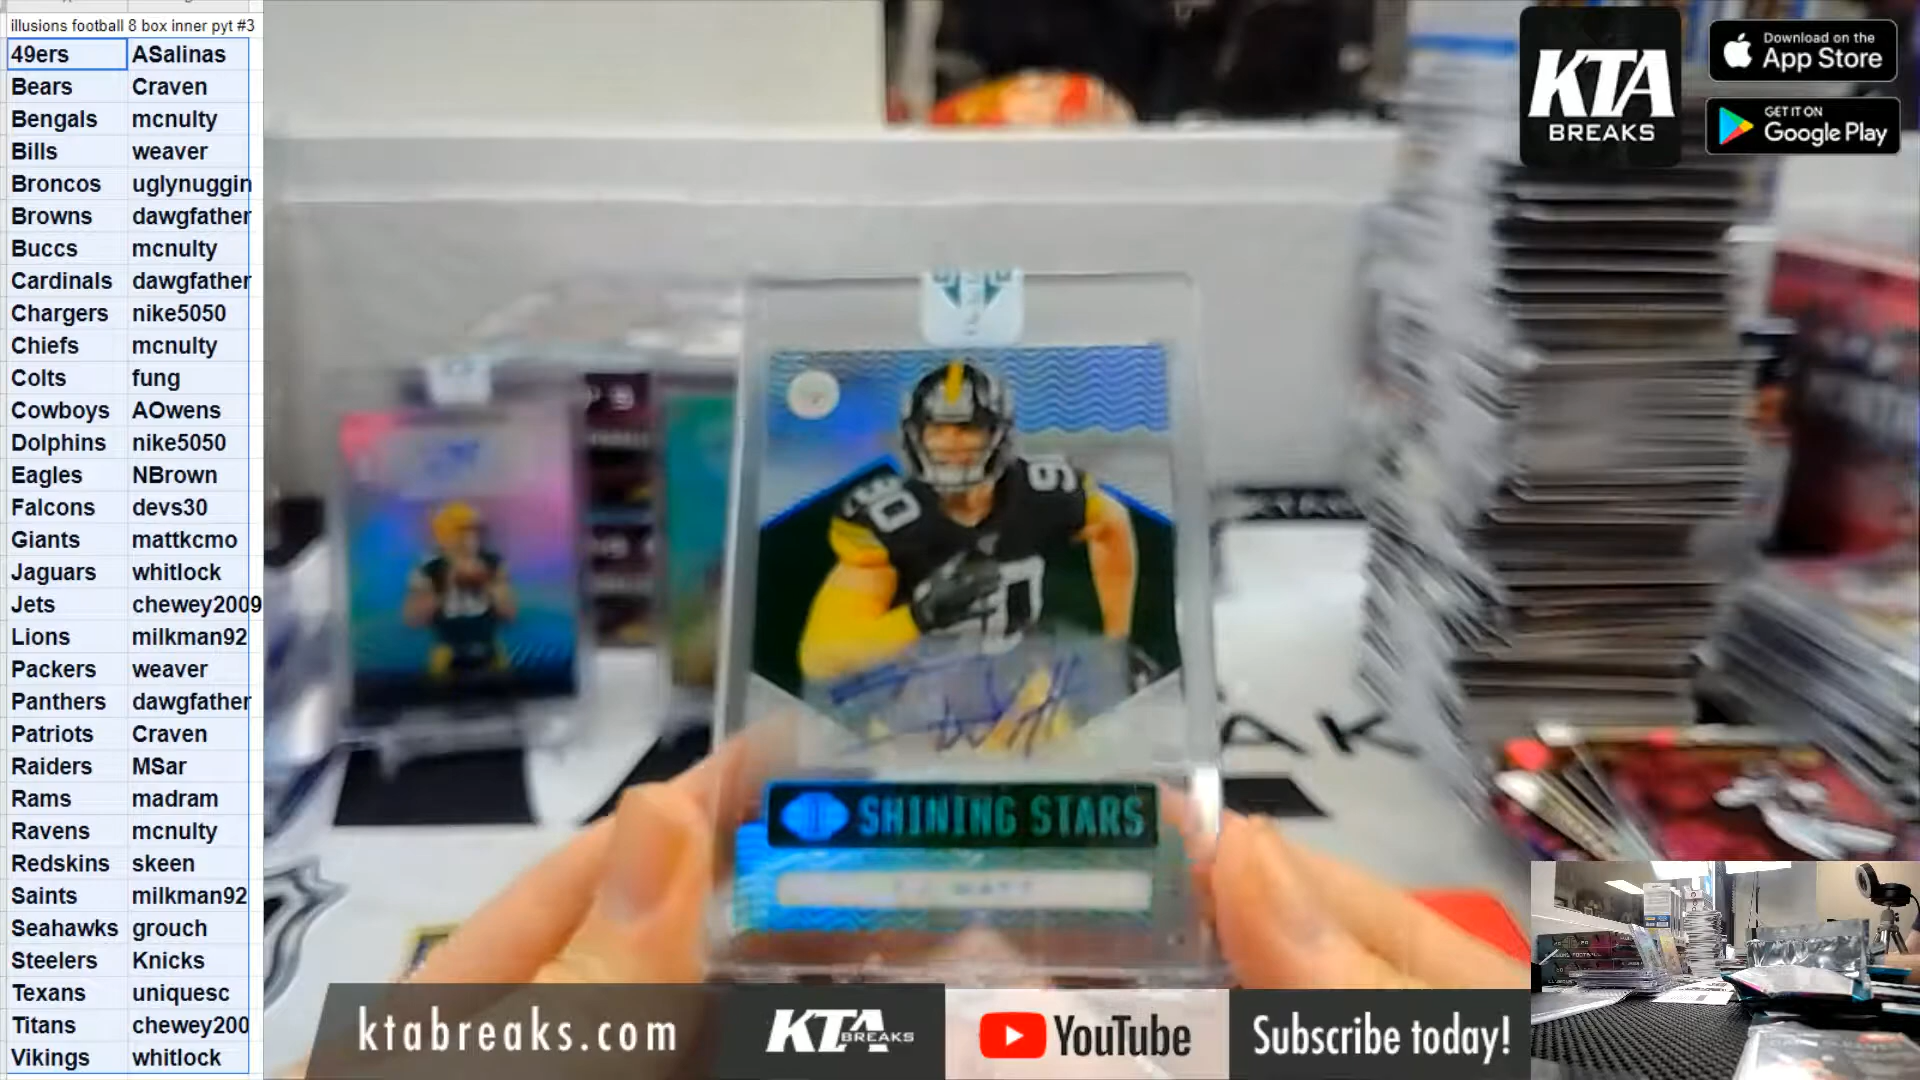 illusions football 8 box inner pyt #3
49ers ASalinas
Bears Craven
Bengals mcnulty
Bills weaver
Broncos uglynuggin
Browns dawgfather
Buccs mcnulty
Cardinals dawgfather
Chargers nike5050
Chiefs mcnulty
Colts fung
Cowboys AOwens
Dolphins nike5050
Eagles NBrown
Falcons devs30
Giants mattkcmo
Jaguars whitlock
Jets chewey2009
Lions milkman92
Packers weaver
Panthers dawgfather
Patriots Craven
Raiders MSar
Rams madram
Ravens mcnulty
Redskins skeen
Saints milkman92
Seahawks grouch
Steelers Knicks
Texans uniquesc
Titans chewey200
Vikings whitlock
KTA
BREAKS
Download on the
App Store
GET IT ON
Google Play
90
90
90
SHINING STARS
T.J. WATT
ktabreaks.com
KTA BREAKS
YouTube
Subscribe today!